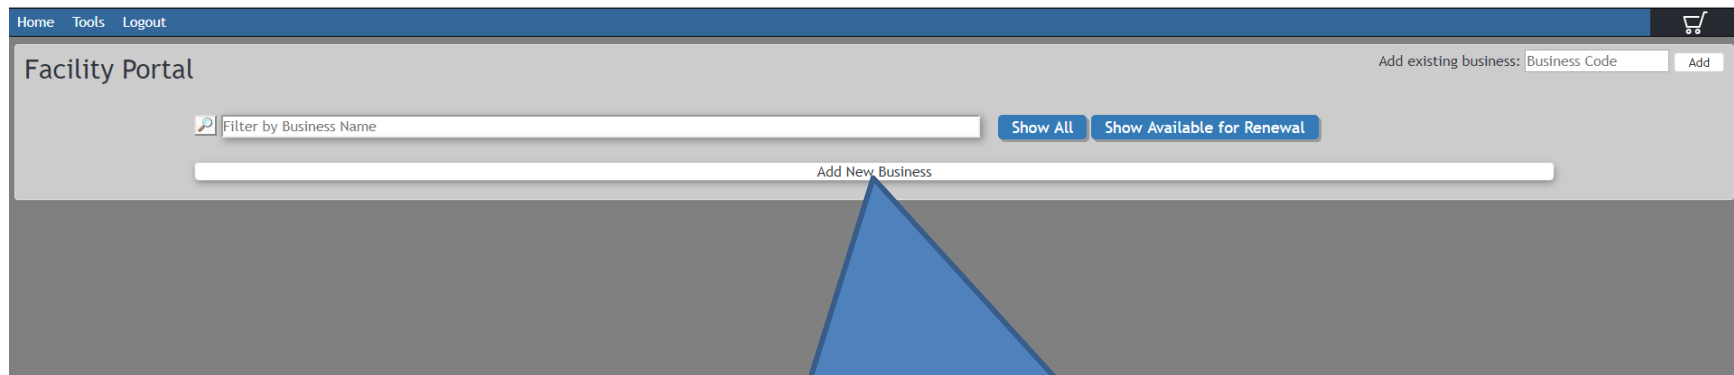 Home Tools Logout
Facility Portal
Add existing business: Business Code Add
Filter by Business Name Show All Show Available for Renewal
Add New Business